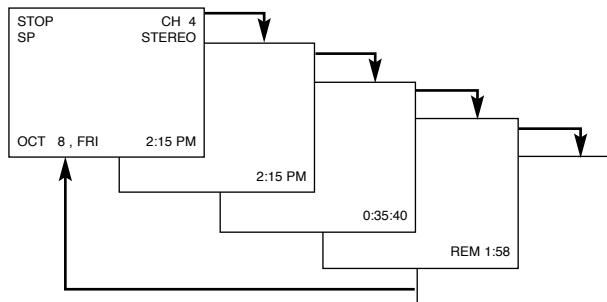 STOP CH 4
SP STEREO
OCT 8 , FRI 2:15 PM
2:15 PM
0:35:40
REM 1:58